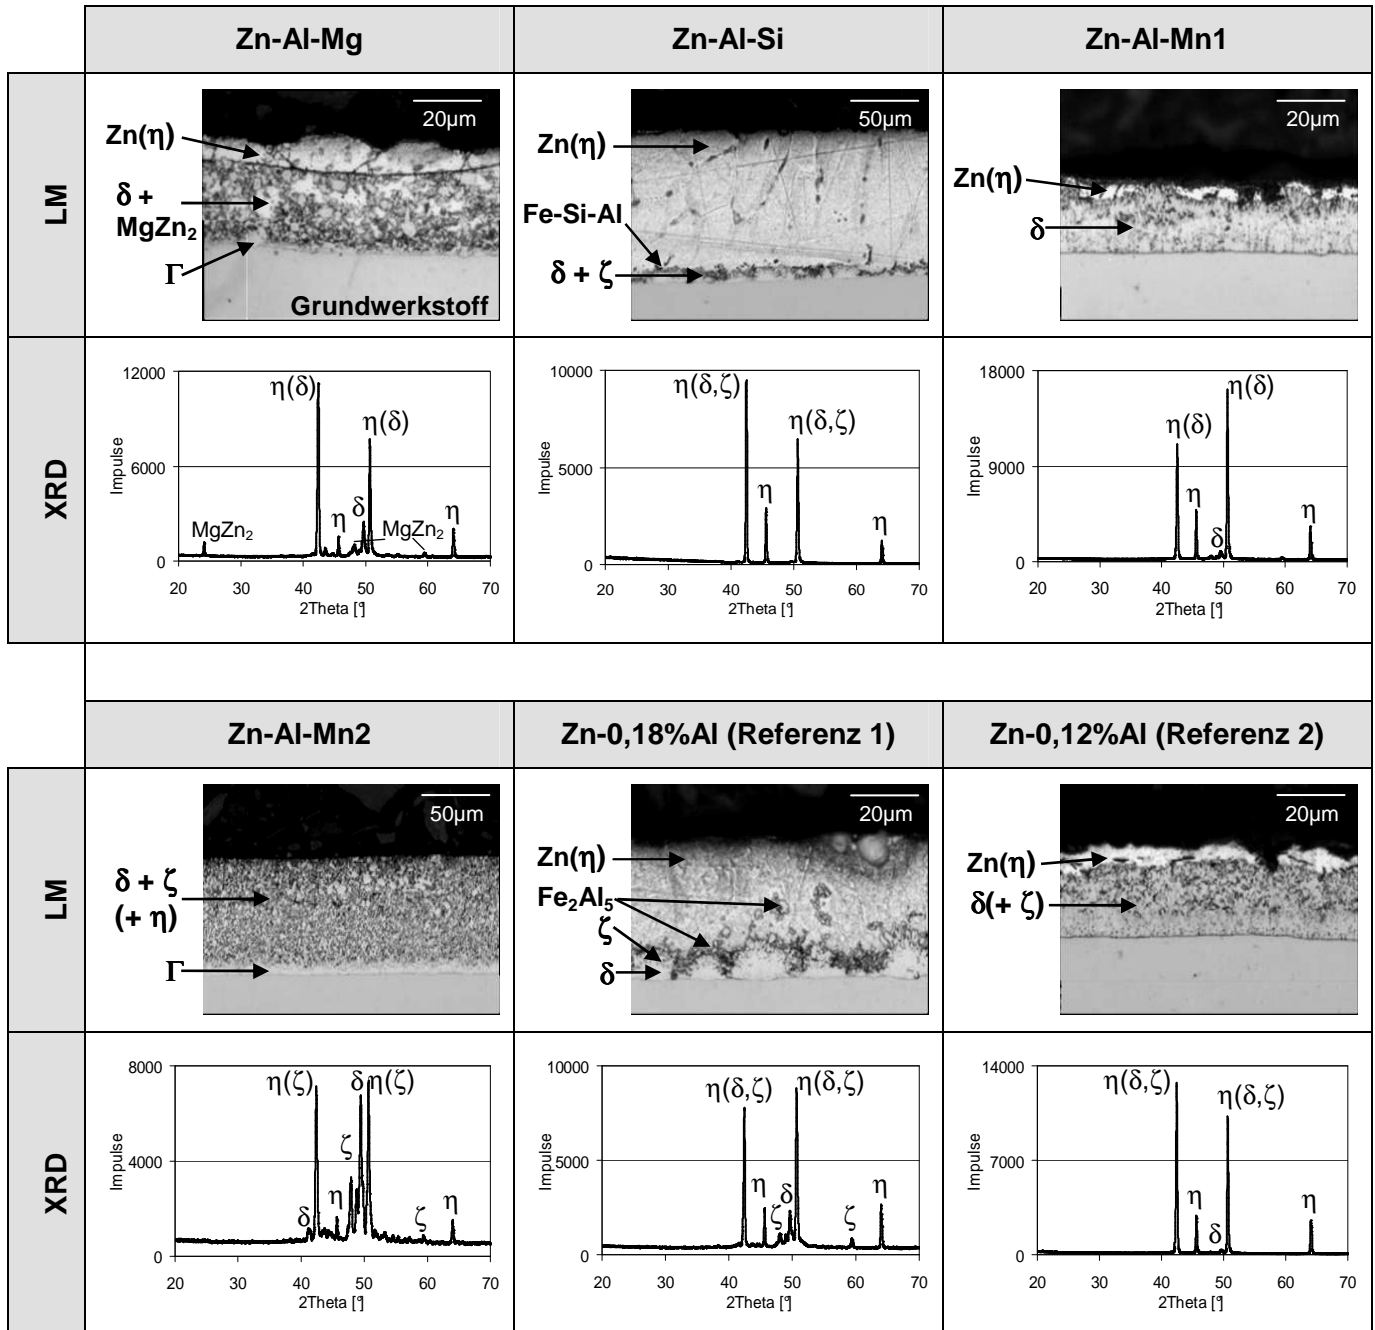 Zn-Al-Mg
Zn-Al-Si
Zn-Al-Mn1
LM
20µm
Zn(η)
δ +
MgZn₂
Γ
Grundwerkstoff
50µm
Zn(η)
Fe-Si-Al
δ + ζ
20µm
Zn(η)
δ
XRD
12000
6000
0
Impulse
η(δ)
η(δ)
MgZn₂
η
δ
MgZn₂
η
20 30 40 50 60 70
2Theta [°]
10000
5000
0
Impulse
η(δ,ζ)
η(δ,ζ)
η
η
20 30 40 50 60 70
2Theta [°]
18000
9000
0
Impulse
η(δ)
η(δ)
η
δ
η
20 30 40 50 60 70
2Theta [°]
Zn-Al-Mn2
Zn-0,18%Al (Referenz 1)
Zn-0,12%Al (Referenz 2)
LM
50µm
δ + ζ
(+ η)
Γ
20µm
Zn(η)
Fe₂Al₅
ζ
δ
20µm
Zn(η)
δ(+ ζ)
XRD
8000
4000
0
Impulse
η(ζ)
δ
η(ζ)
ζ
δ
η
ζ
η
20 30 40 50 60 70
2Theta [°]
10000
5000
0
Impulse
η(δ,ζ)
η(δ,ζ)
η
ζ
δ
ζ
η
20 30 40 50 60 70
2Theta [°]
14000
7000
0
Impulse
η(δ,ζ)
η(δ,ζ)
η
δ
η
20 30 40 50 60 70
2Theta [°]